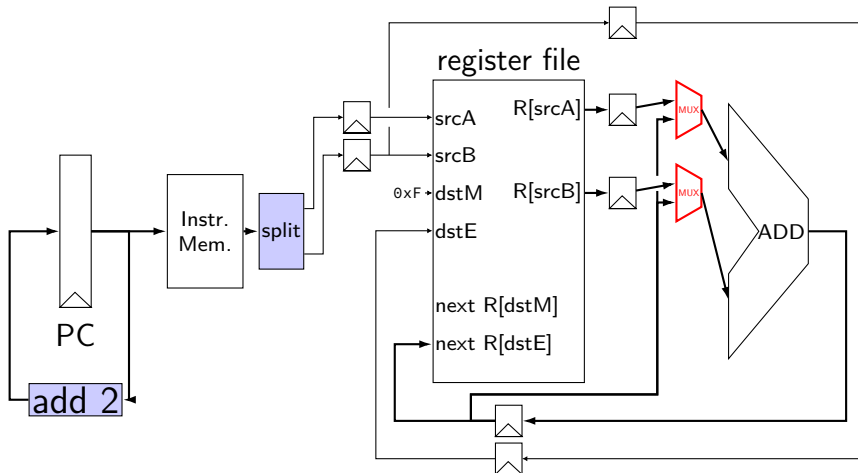 register file
srcA
srcB
0xF
dstM
dstE
next R[dstM]
next R[dstE]
R[srcA]
R[srcB]
MUX
MUX
ADD
Instr.
Mem.
split
PC
add 2